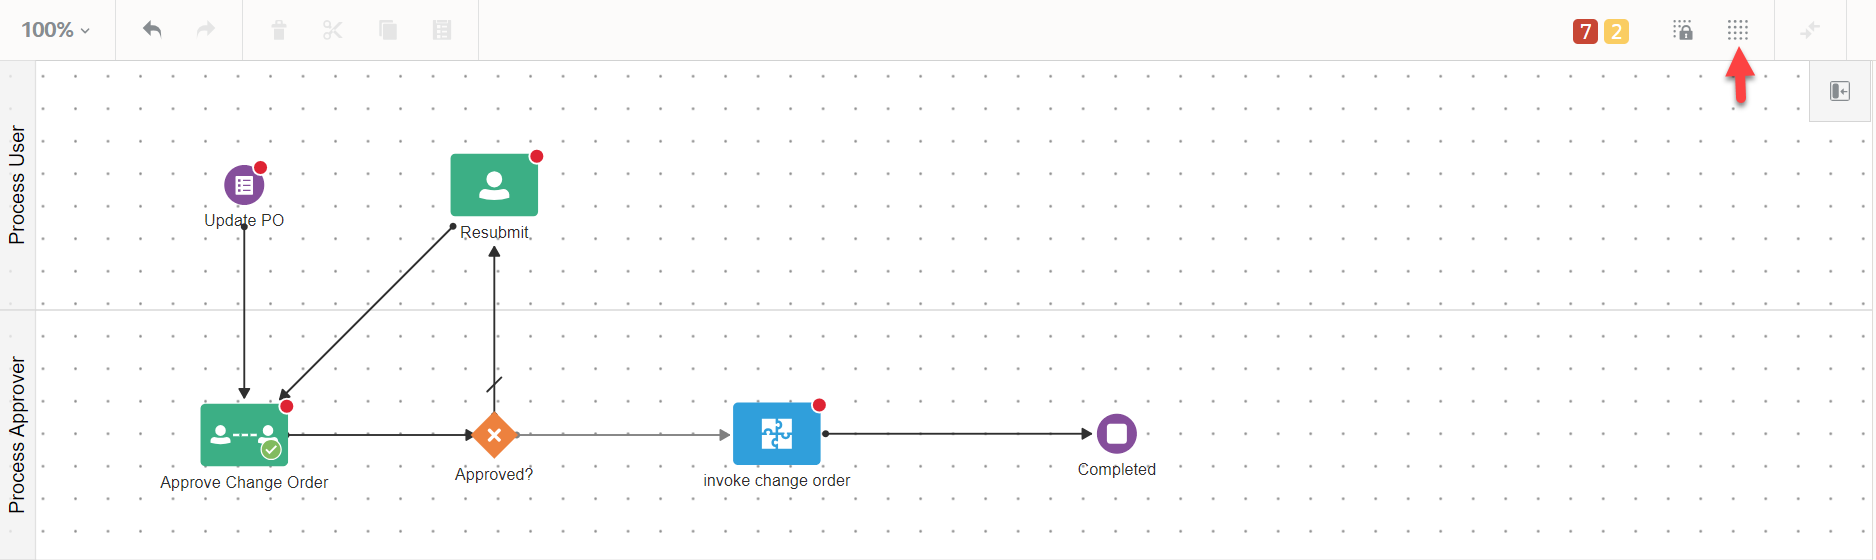 100%
7 2
Process User
Update PO
Resubmit
Process Approver
Approve Change Order
Approved?
invoke change order
Completed